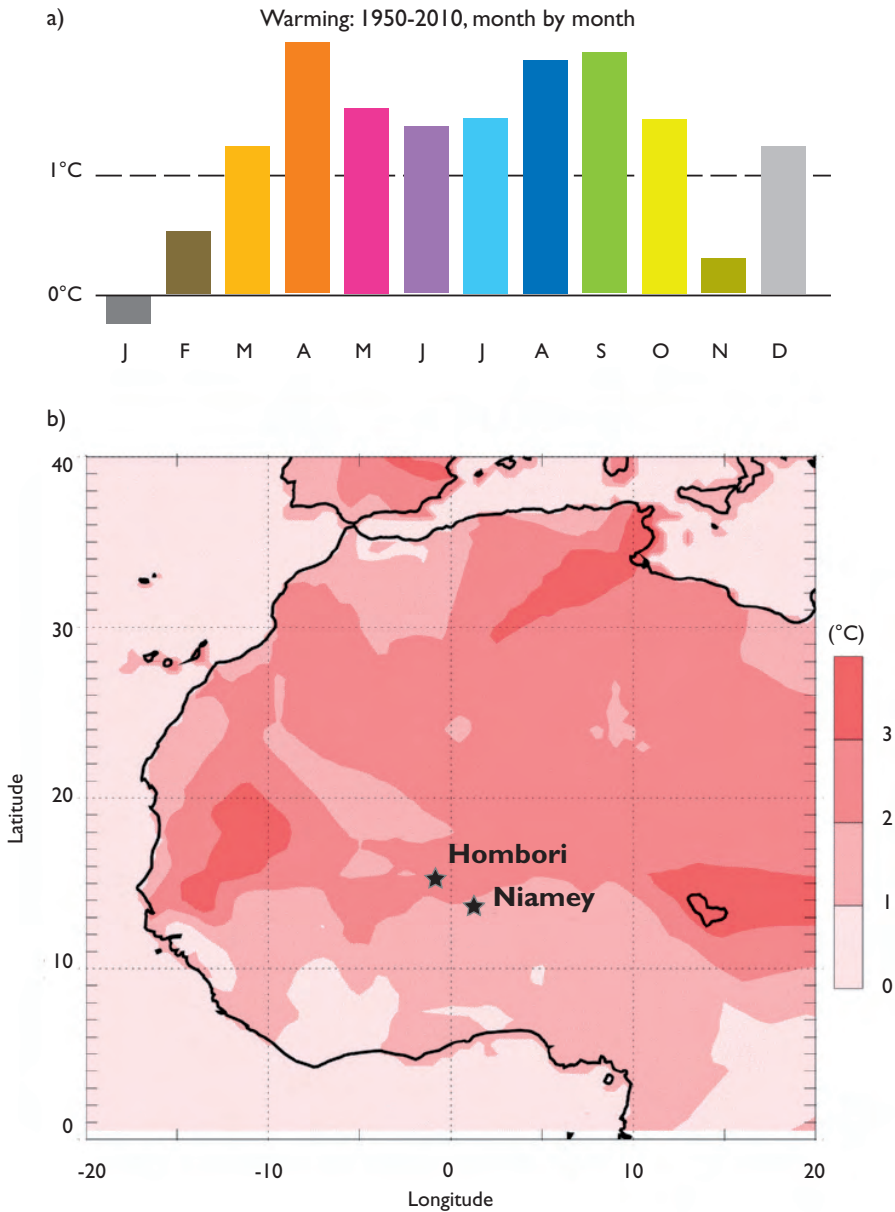 a)
Warming: 1950-2010, month by month
1°C
0°C
J F M A M J J A S O N D
b)
40
30
20
10
0
Latitude
-20 -10 0 10 20
Longitude
Hombori
Niamey
(°C)
3
2
1
0